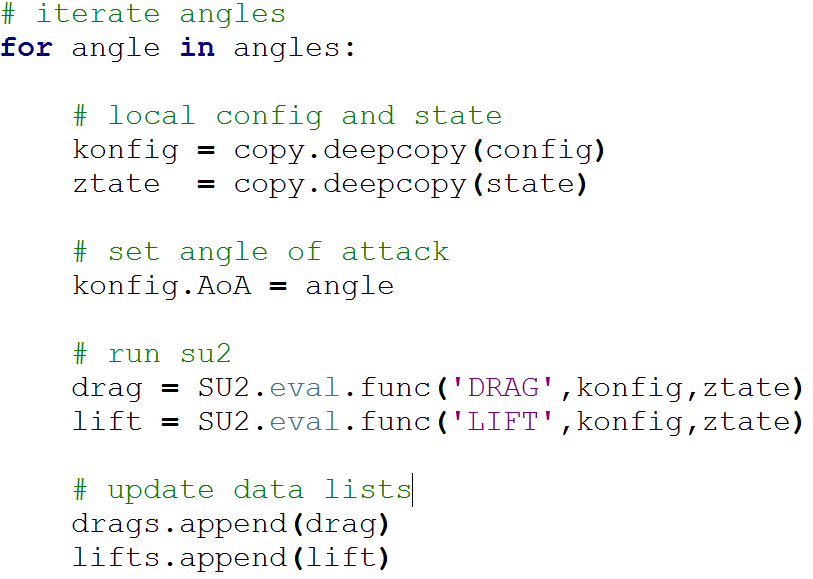 # iterate angles
for angle in angles:
# local config and state
konfig = copy.deepcopy(config)
ztate  = copy.deepcopy(state)
# set angle of attack
konfig.AoA = angle
# run su2
drag = SU2.eval.func('DRAG',konfig,ztate)
lift = SU2.eval.func('LIFT',konfig,ztate)
# update data lists
drags.append(drag)
lifts.append(lift)